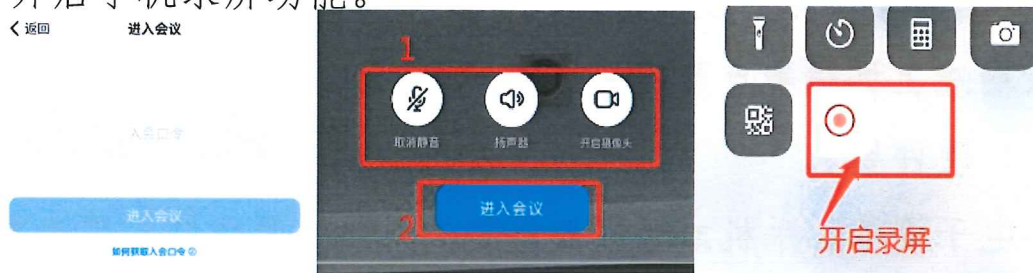 开启手机录屏功能。
返回
进入会议
入会口令
进入会议
如何获取入会口令
1
取消静音
扬声器
开启摄像头
2
进入会议
开启录屏